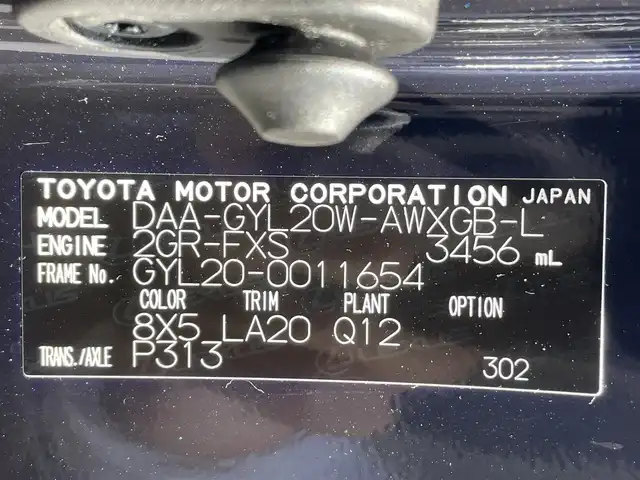 TOYOTA MOTOR CORPORATION JAPAN
MODEL DAA-GYL20W-AWXGB-L
ENGINE 2GR-FXS 3456 mL
FRAME No. GYL20-0011654
COLOR TRIM PLANT OPTION
8X5 LA20 Q12
TRANS./AXLE P313
302